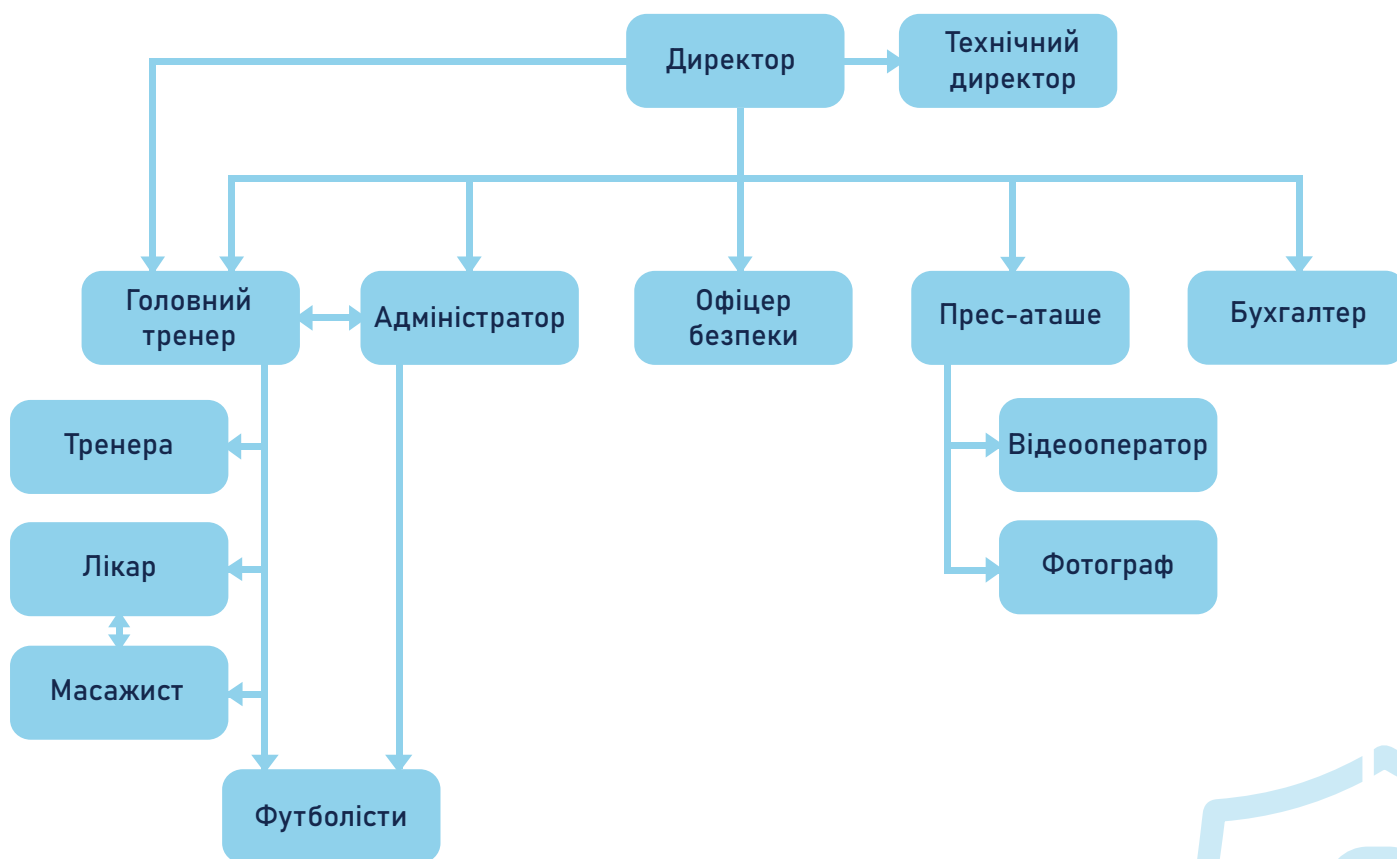 Директор
Технічний
директор
Головний
тренер
Адміністратор
Офіцер
безпеки
Прес-аташе
Бухгалтер
Тренера
Відеооператор
Лікар
Фотограф
Масажист
Футболісти